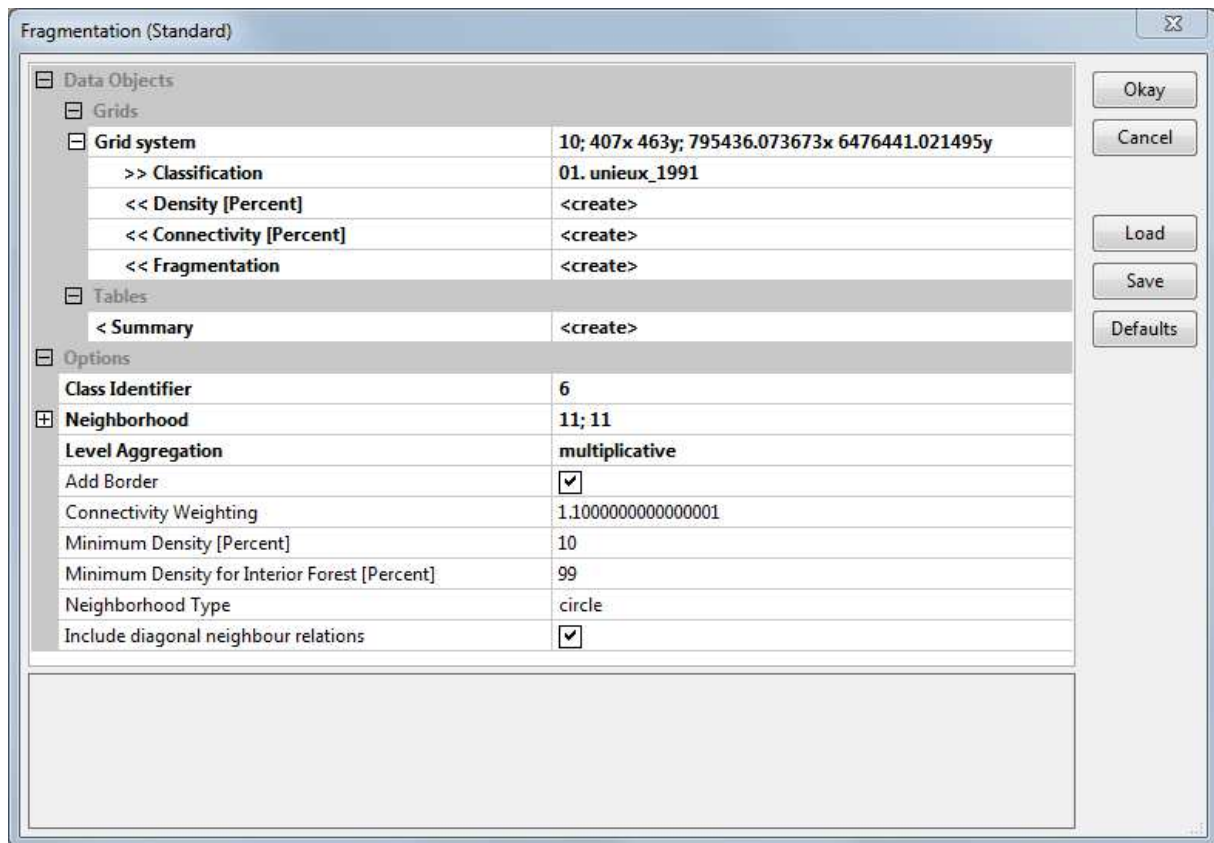 Fragmentation (Standard)
Data Objects
Grids
Grid system 10; 407x 463y; 795436.073673x 6476441.021495y
>> Classification 01. unieux_1991
<< Density [Percent] <create>
<< Connectivity [Percent] <create>
<< Fragmentation <create>
Tables
< Summary <create>
Options
Class Identifier 6
Neighborhood 11; 11
Level Aggregation multiplicative
Add Border
Connectivity Weighting 1.1000000000000001
Minimum Density [Percent] 10
Minimum Density for Interior Forest [Percent] 99
Neighborhood Type circle
Include diagonal neighbour relations
Okay
Cancel
Load
Save
Defaults